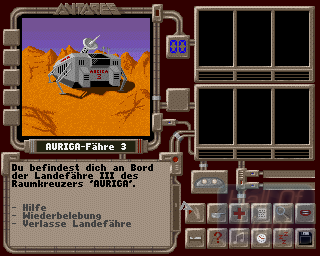 ANTARES
00
AURIGA
3
AURIGA-Fähre 3
Du befindest dich an Bord
der Landefähre III des
Raumkreuzers "AURIGA".
- Hilfe
- Wiederbelebung
- Verlasse Landefähre
?